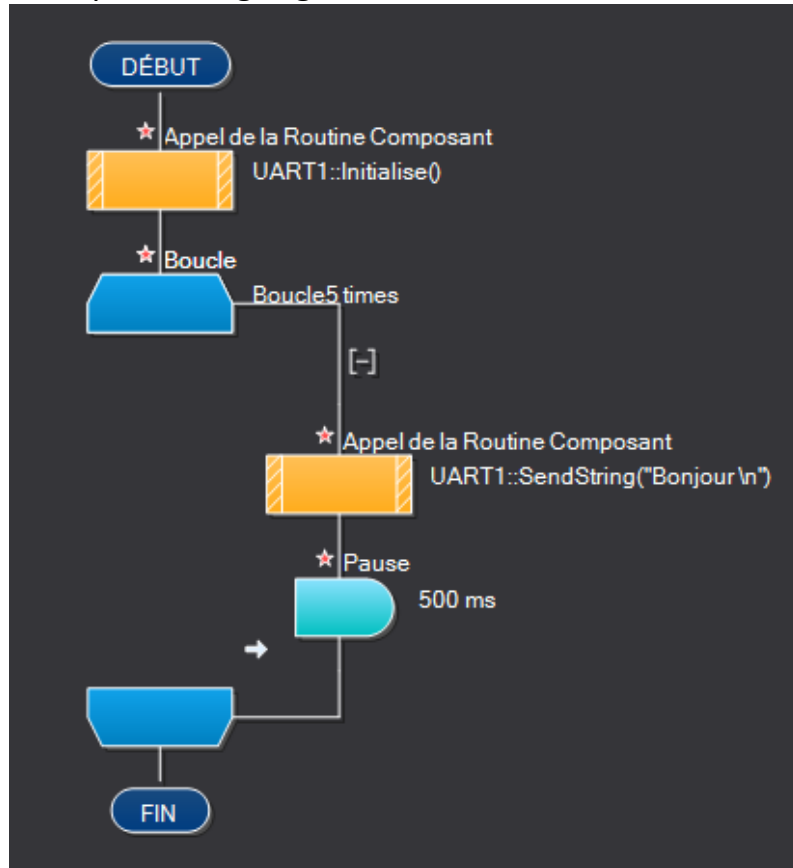 DÉBUT
Appel de la Routine Composant
UART1::Initialise()
Boucle
Boucle5 times
[-]
Appel de la Routine Composant
UART1::SendString("Bonjour \n")
Pause
500 ms
FIN